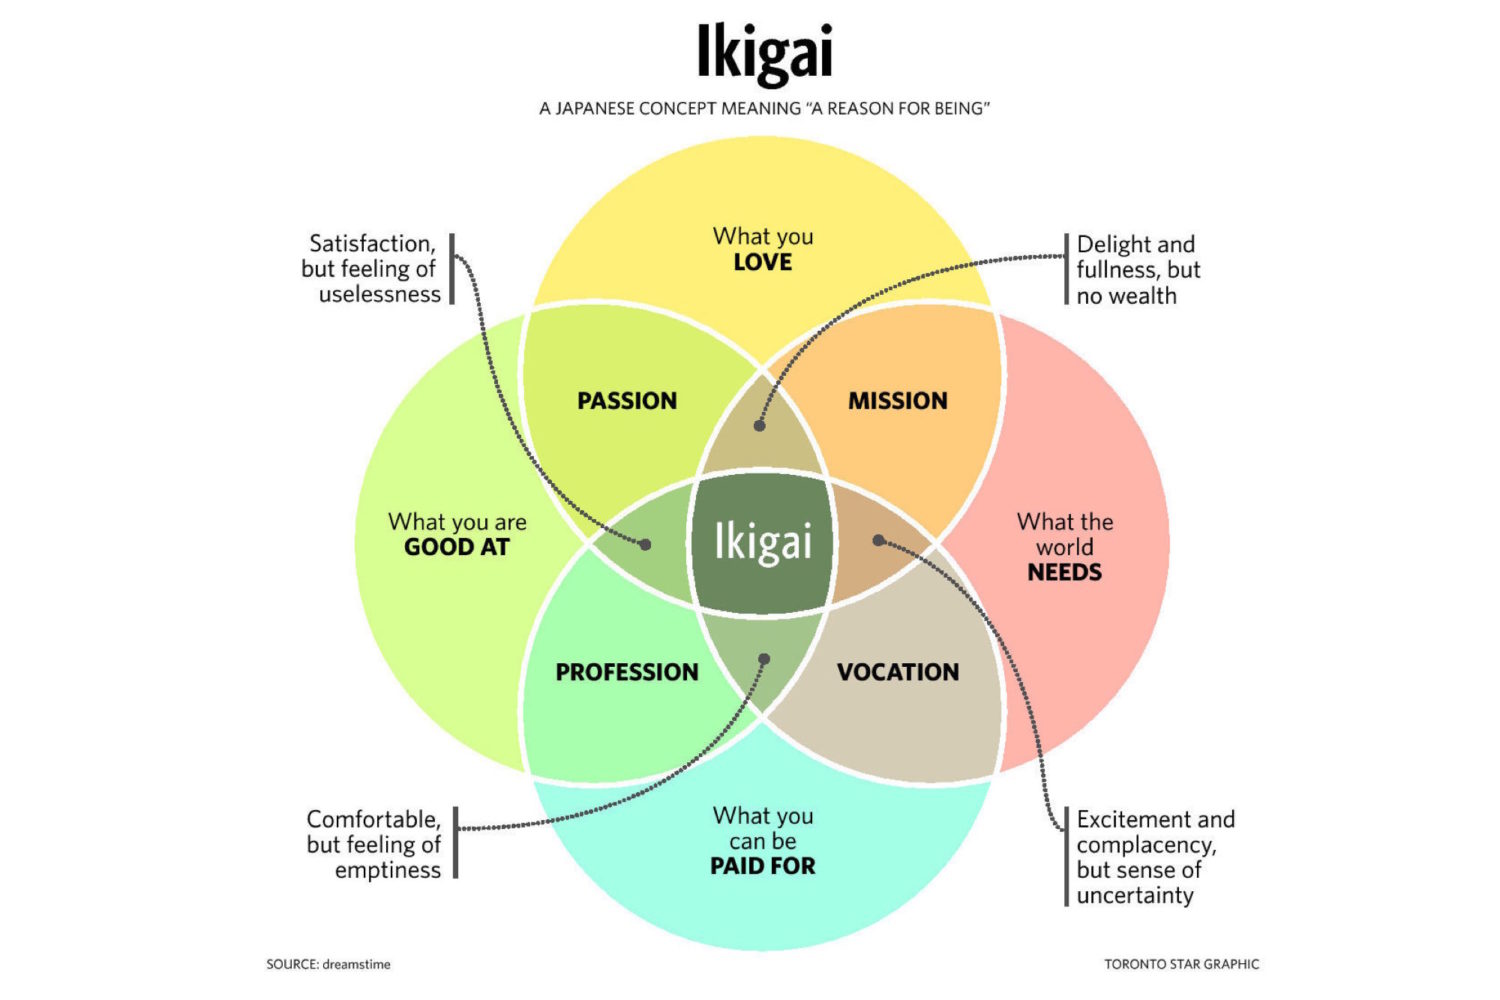 Ikigai
A JAPANESE CONCEPT MEANING “A REASON FOR BEING”
Satisfaction,
but feeling of
uselessness
What you
LOVE
Delight and
fullness, but
no wealth
PASSION
MISSION
What you are
GOOD AT
Ikigai
What the
world
NEEDS
PROFESSION
VOCATION
Comfortable,
but feeling of
emptiness
What you
can be
PAID FOR
Excitement and
complacency,
but sense of
uncertainty
SOURCE: dreamstime
TORONTO STAR GRAPHIC